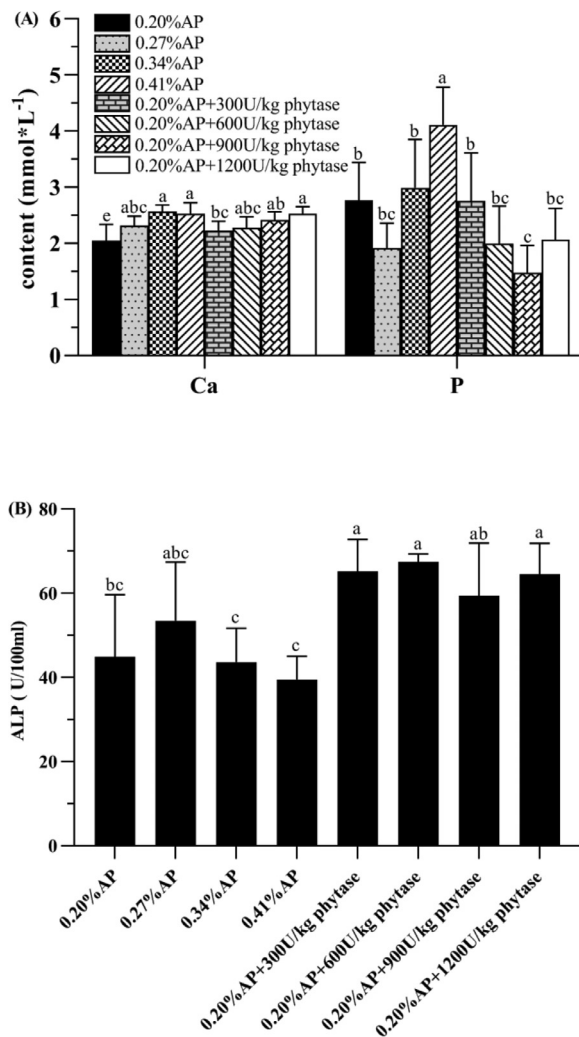 (A)
0.20%AP
0.27%AP
0.34%AP
0.41%AP
0.20%AP+300U/kg phytase
0.20%AP+600U/kg phytase
0.20%AP+900U/kg phytase
0.20%AP+1200U/kg phytase
content (mmol*L⁻¹)
6
5
4
3
2
1
0
e
abc
a
a
bc
abc
ab
a
b
bc
b
a
b
bc
c
bc
Ca
P
(B)
ALP ( U/100ml)
80
60
40
20
0
bc
abc
c
c
a
a
ab
a
0.20%AP
0.27%AP
0.34%AP
0.41%AP
0.20%AP+300U/kg phytase
0.20%AP+600U/kg phytase
0.20%AP+900U/kg phytase
0.20%AP+1200U/kg phytase